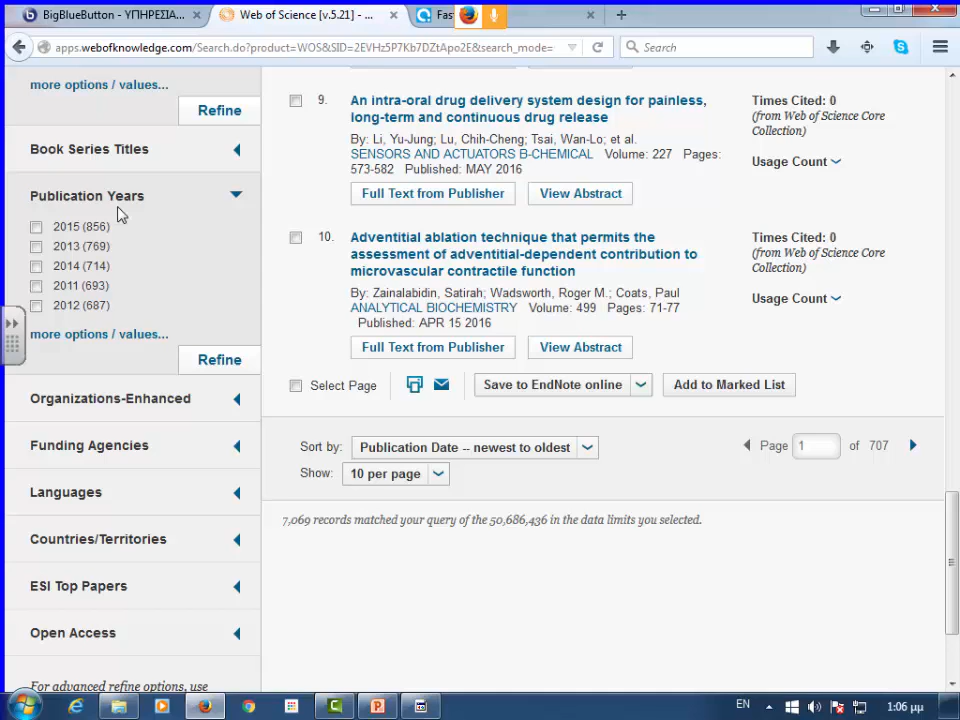 BigBlueButton - ΥΠΗΡΕΣΙΑ...
Web of Science [v.5.21] - ...
Fas
apps.webofknowledge.com/Search.do?product=WOS&SID=2EVHz5P7Kb7DZtApo2E&search_mode=
Search
more options / values...
Refine
Book Series Titles
Publication Years
2015 (856)
2013 (769)
2014 (714)
2011 (693)
2012 (687)
more options / values...
Refine
Organizations-Enhanced
Funding Agencies
Languages
Countries/Territories
ESI Top Papers
Open Access
For advanced refine options, use
9.
An intra-oral drug delivery system design for painless,
long-term and continuous drug release
By: Li, Yu-Jung; Lu, Chih-Cheng; Tsai, Wan-Lo; et al.
SENSORS AND ACTUATORS B-CHEMICAL Volume: 227 Pages:
573-582 Published: MAY 2016
Full Text from Publisher
View Abstract
Times Cited: 0
(from Web of Science Core
Collection)
Usage Count
10.
Adventitial ablation technique that permits the
assessment of adventitial-dependent contribution to
microvascular contractile function
By: Zainalabidin, Satirah; Wadsworth, Roger M.; Coats, Paul
ANALYTICAL BIOCHEMISTRY Volume: 499 Pages: 71-77
Published: APR 15 2016
Full Text from Publisher
View Abstract
Times Cited: 0
(from Web of Science Core
Collection)
Usage Count
Select Page
Save to EndNote online
Add to Marked List
Sort by: Publication Date -- newest to oldest
Page 1 of 707
Show: 10 per page
7,069 records matched your query of the 50,686,436 in the data limits you selected.
EN
1:06 μμ